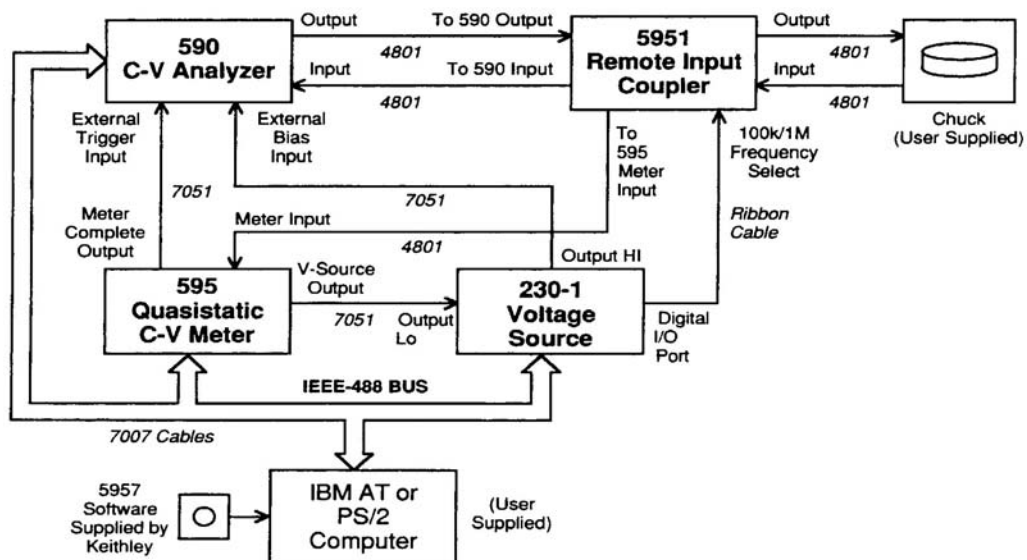 590
C-V Analyzer
Output
To 590 Output
4801
Input
To 590 Input
4801
5951
Remote Input
Coupler
Output
4801
Input
4801
Chuck
(User Supplied)
External
Trigger
Input
External
Bias
Input
To
595
Meter
Input
100k/1M
Frequency
Select
7051
7051
Meter
Complete
Output
Meter Input
4801
Ribbon
Cable
Output HI
595
Quasistatic
C-V Meter
V-Source
Output
7051
Output
Lo
230-1
Voltage
Source
Digital
I/O
Port
IEEE-488 BUS
7007 Cables
5957
Software
Supplied by
Keithley
IBM AT or
PS/2
Computer
(User
Supplied)